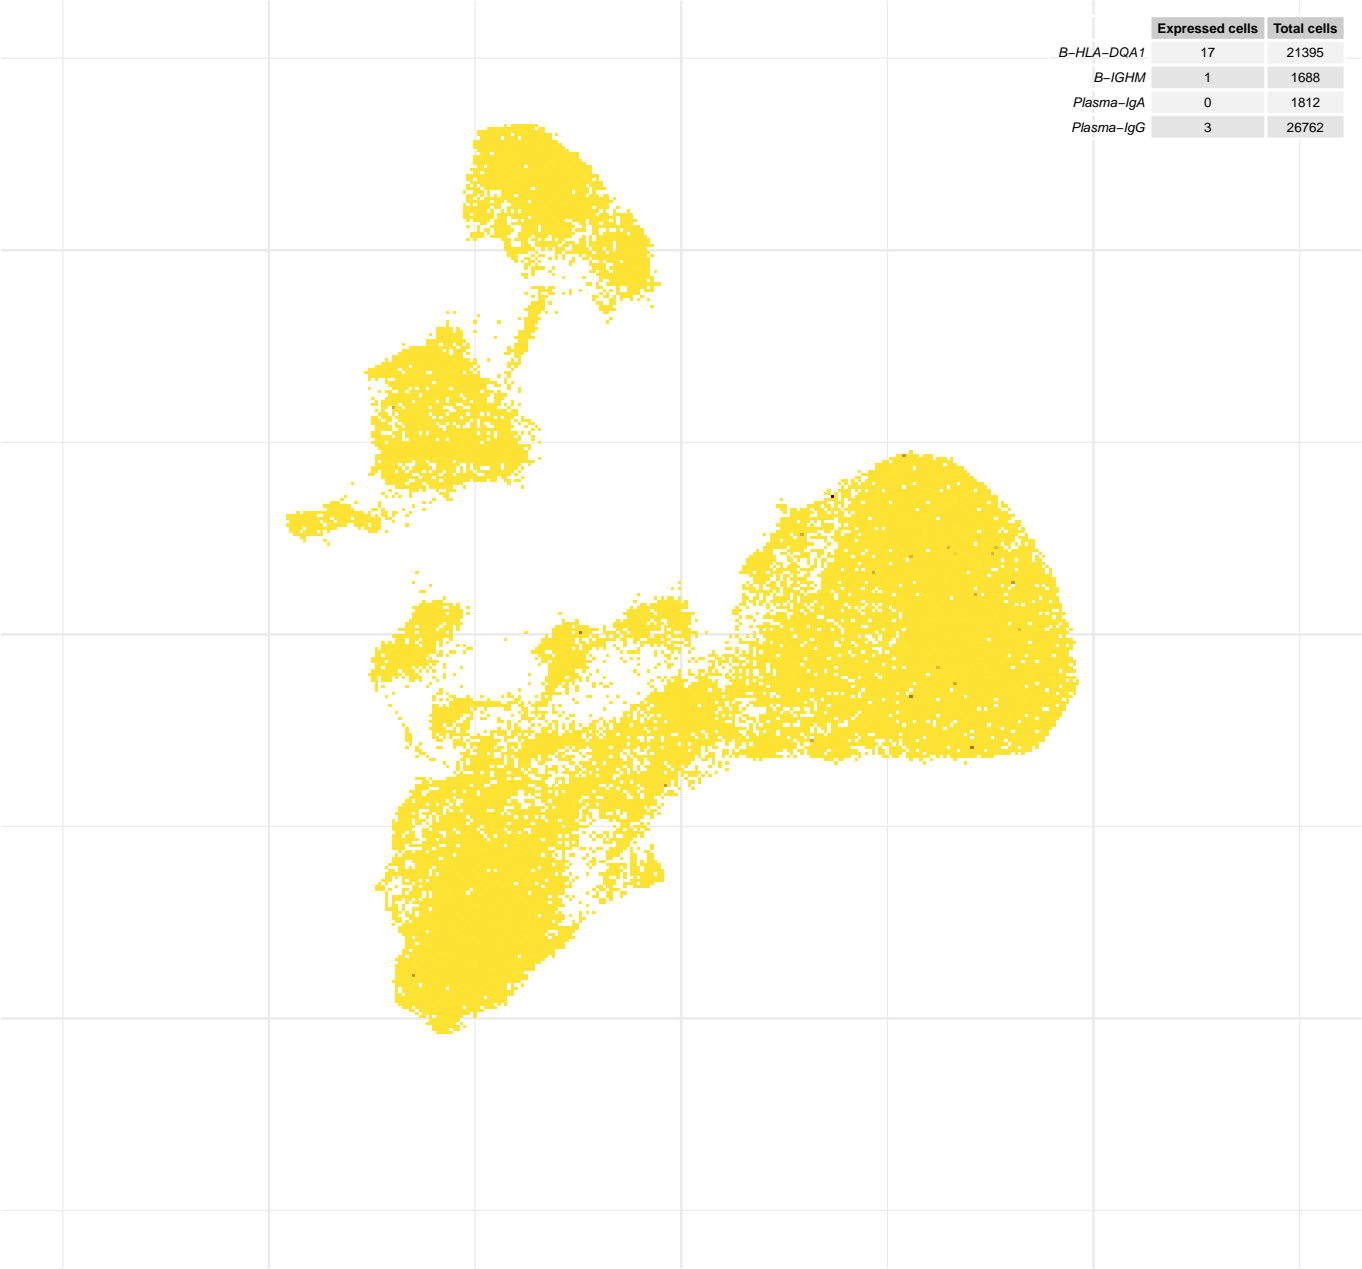 Expressed cells Total cells
B−HLA−DQA1 17 21395
B−IGHM 1 1688
Plasma−IgA 0 1812
Plasma−IgG 3 26762